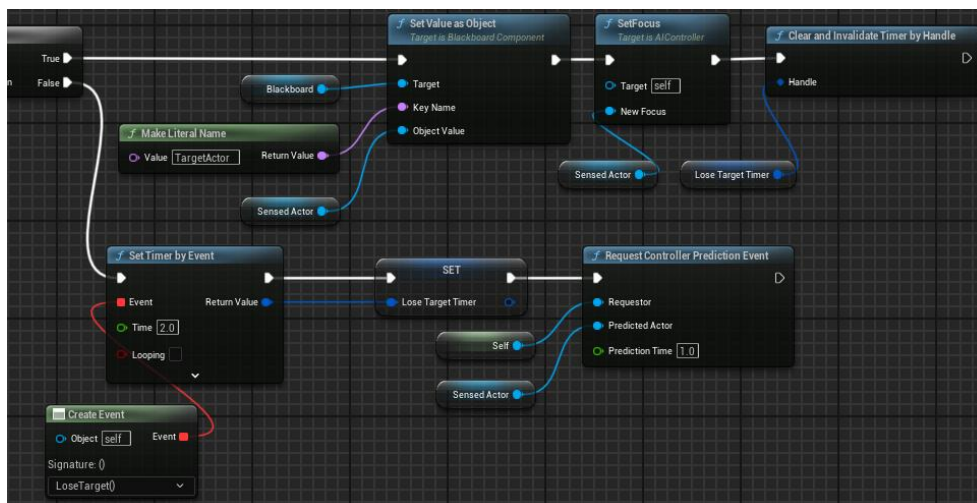 True
False
n
Set Value as Object
Target is Blackboard Component
Blackboard
Target
Key Name
Object Value
Make Literal Name
Value TargetActor Return Value
Sensed Actor
SetFocus
Target is AIController
Target self
New Focus
Sensed Actor
Clear and Invalidate Timer by Handle
Handle
Lose Target Timer
Set Timer by Event
Event Return Value
Time 2.0
Looping
SET
Lose Target Timer
Request Controller Prediction Event
Requestor
Predicted Actor
Prediction Time 1.0
Self
Sensed Actor
Create Event
Object self Event
Signature: ()
LoseTarget()